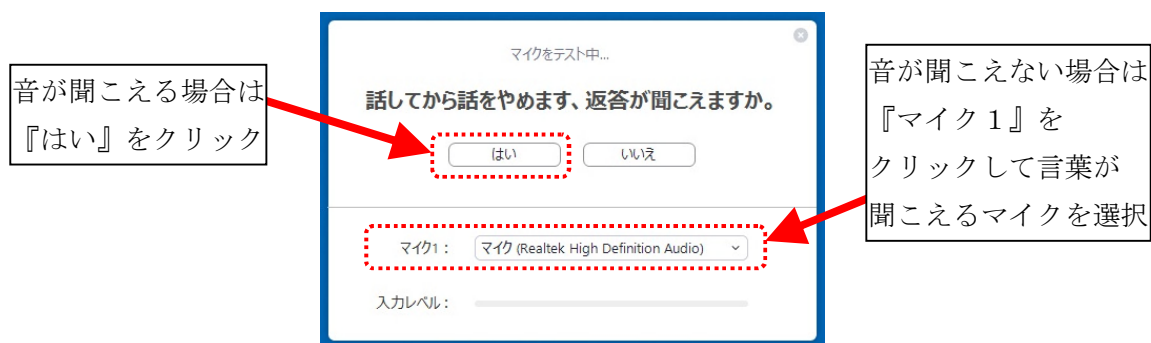 音が聞こえる場合は
『はい』をクリック
マイクをテスト中...
話してから話をやめます、返答が聞こえますか。
はい
いいえ
マイク1：
マイク (Realtek High Definition Audio)
入力レベル：
音が聞こえない場合は
『マイク１』を
クリックして言葉が
聞こえるマイクを選択